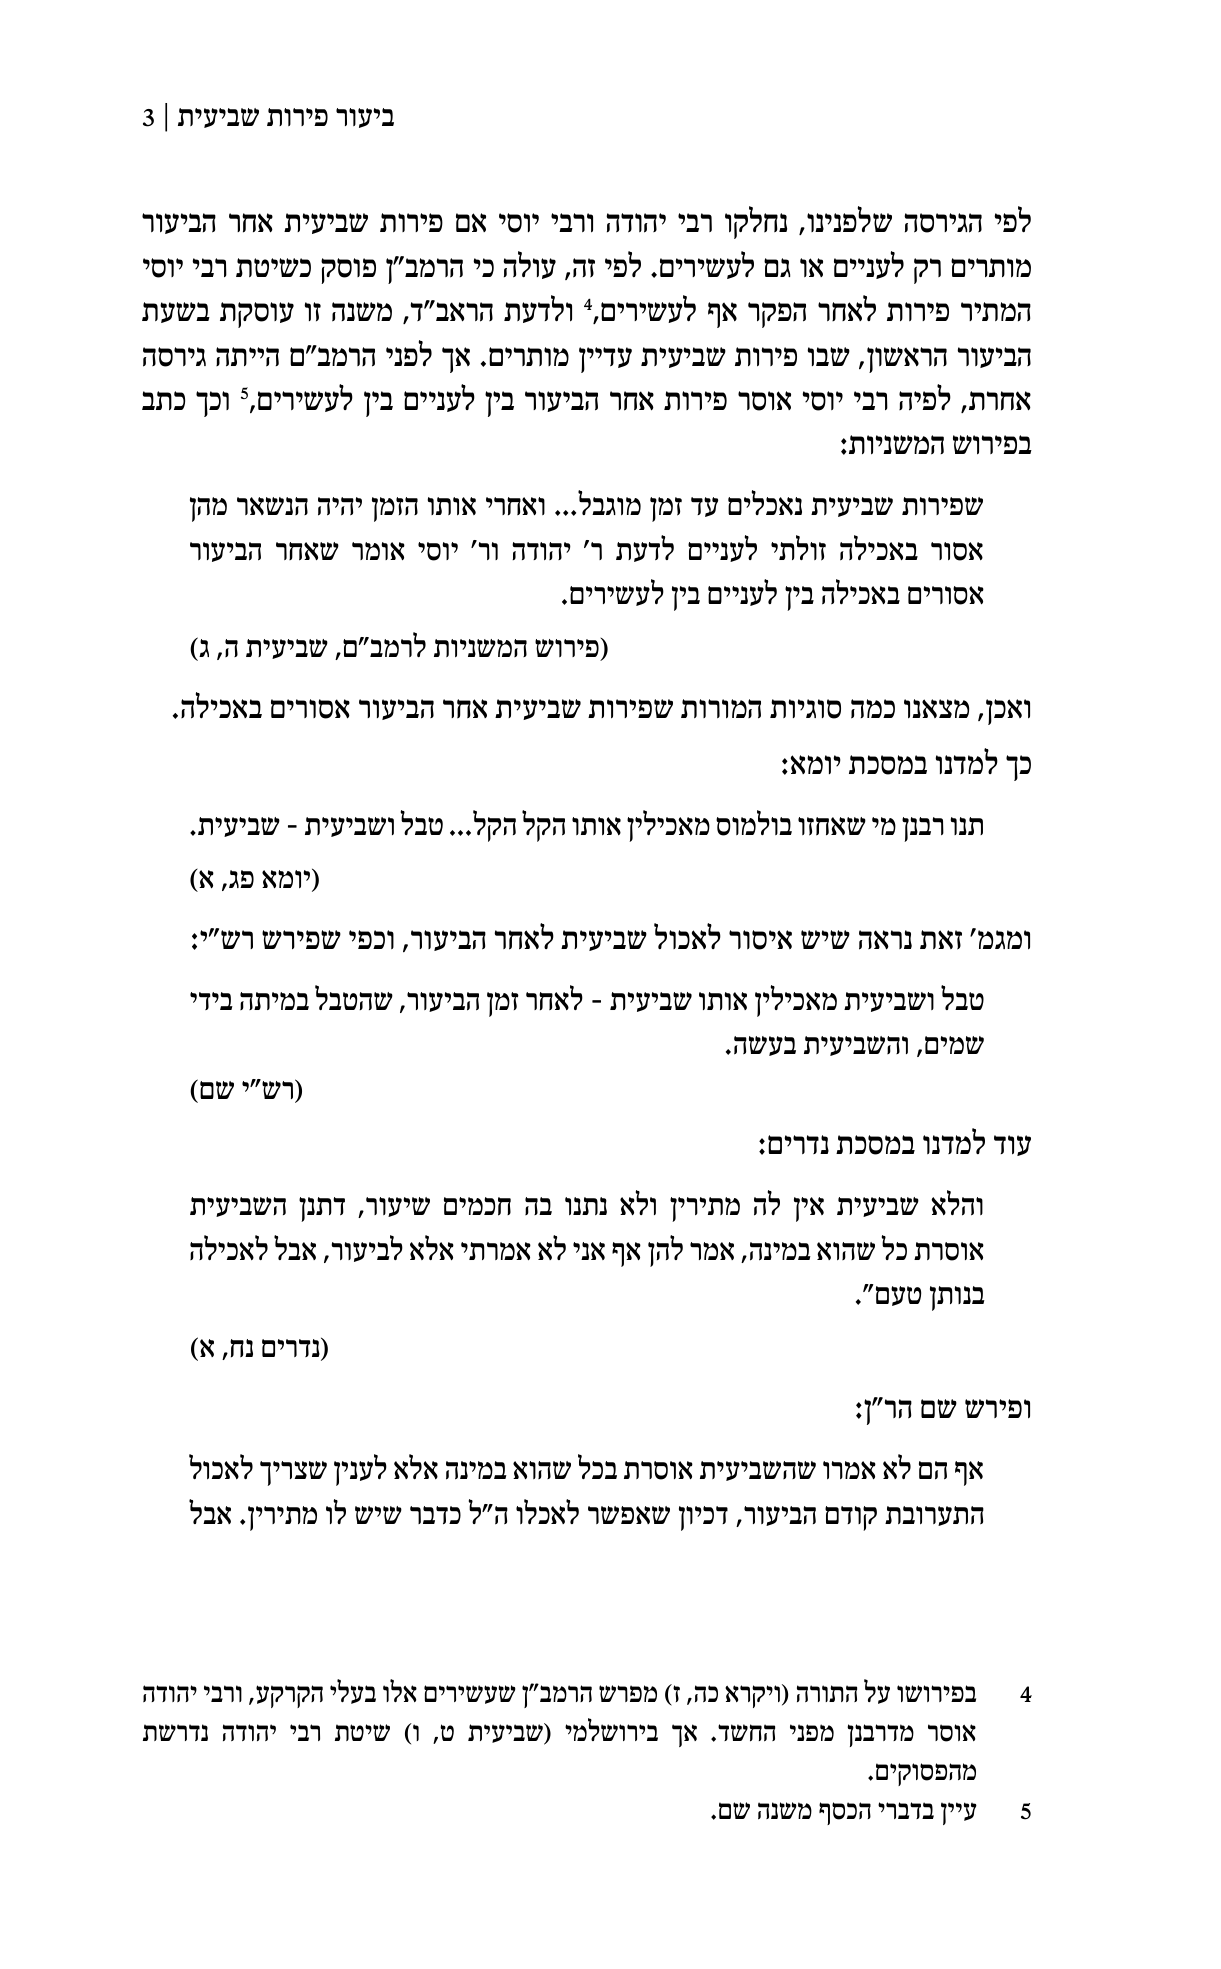 ביעור פירות שביעית | 3
לפי הגירסה שלפנינו, נחלקו רבי יהודה ורבי יוסי אם פירות שביעית אחר הביעור
מותרים רק לעניים או גם לעשירים. לפי זה, עולה כי הרמב"ן פוסק כשיטת רבי יוסי
המתיר פירות לאחר הפקר אף לעשירים,4 ולדעת הראב"ד, משנה זו עוסקת בשעת
הביעור הראשון, שבו פירות שביעית עדיין מותרים. אך לפני הרמב"ם הייתה גירסה
אחרת, לפיה רבי יוסי אוסר פירות אחר הביעור בין לעניים בין לעשירים,5 וכך כתב
בפירוש המשניות:
שפירות שביעית נאכלים עד זמן מוגבל... ואחרי אותו הזמן יהיה הנשאר מהן
אסור באכילה זולתי לעניים לדעת ר' יהודה ור' יוסי אומר שאחר הביעור
אסורים באכילה בין לעניים בין לעשירים.
(פירוש המשניות לרמב"ם, שביעית ה, ג)
ואכן, מצאנו כמה סוגיות המורות שפירות שביעית אחר הביעור אסורים באכילה.
כך למדנו במסכת יומא:
תנו רבנן מי שאחזו בולמוס מאכילין אותו הקל הקל... טבל ושביעית - שביעית.
(יומא פג, א)
ומגמ' זאת נראה שיש איסור לאכול שביעית לאחר הביעור, וכפי שפירש רש"י:
טבל ושביעית מאכילין אותו שביעית - לאחר זמן הביעור, שהטבל במיתה בידי
שמים, והשביעית בעשה.
(רש"י שם)
עוד למדנו במסכת נדרים:
והלא שביעית אין לה מתירין ולא נתנו בה חכמים שיעור, דתנן השביעית
אוסרת כל שהוא במינה, אמר להן אף אני לא אמרתי אלא לביעור, אבל לאכילה
בנותן טעם".
(נדרים נח, א)
ופירש שם הר"ן:
אף הם לא אמרו שהשביעית אוסרת בכל שהוא במינה אלא לענין שצריך לאכול
התערובת קודם הביעור, דכיון שאפשר לאכלו ה"ל כדבר שיש לו מתירין. אבל
4 בפירושו על התורה (ויקרא כה, ז) מפרש הרמב"ן שעשירים אלו בעלי הקרקע, ורבי יהודה
אוסר מדרבנן מפני החשד. אך בירושלמי (שביעית ט, ו) שיטת רבי יהודה נדרשת
מהפסוקים.
5 עיין בדברי הכסף משנה שם.